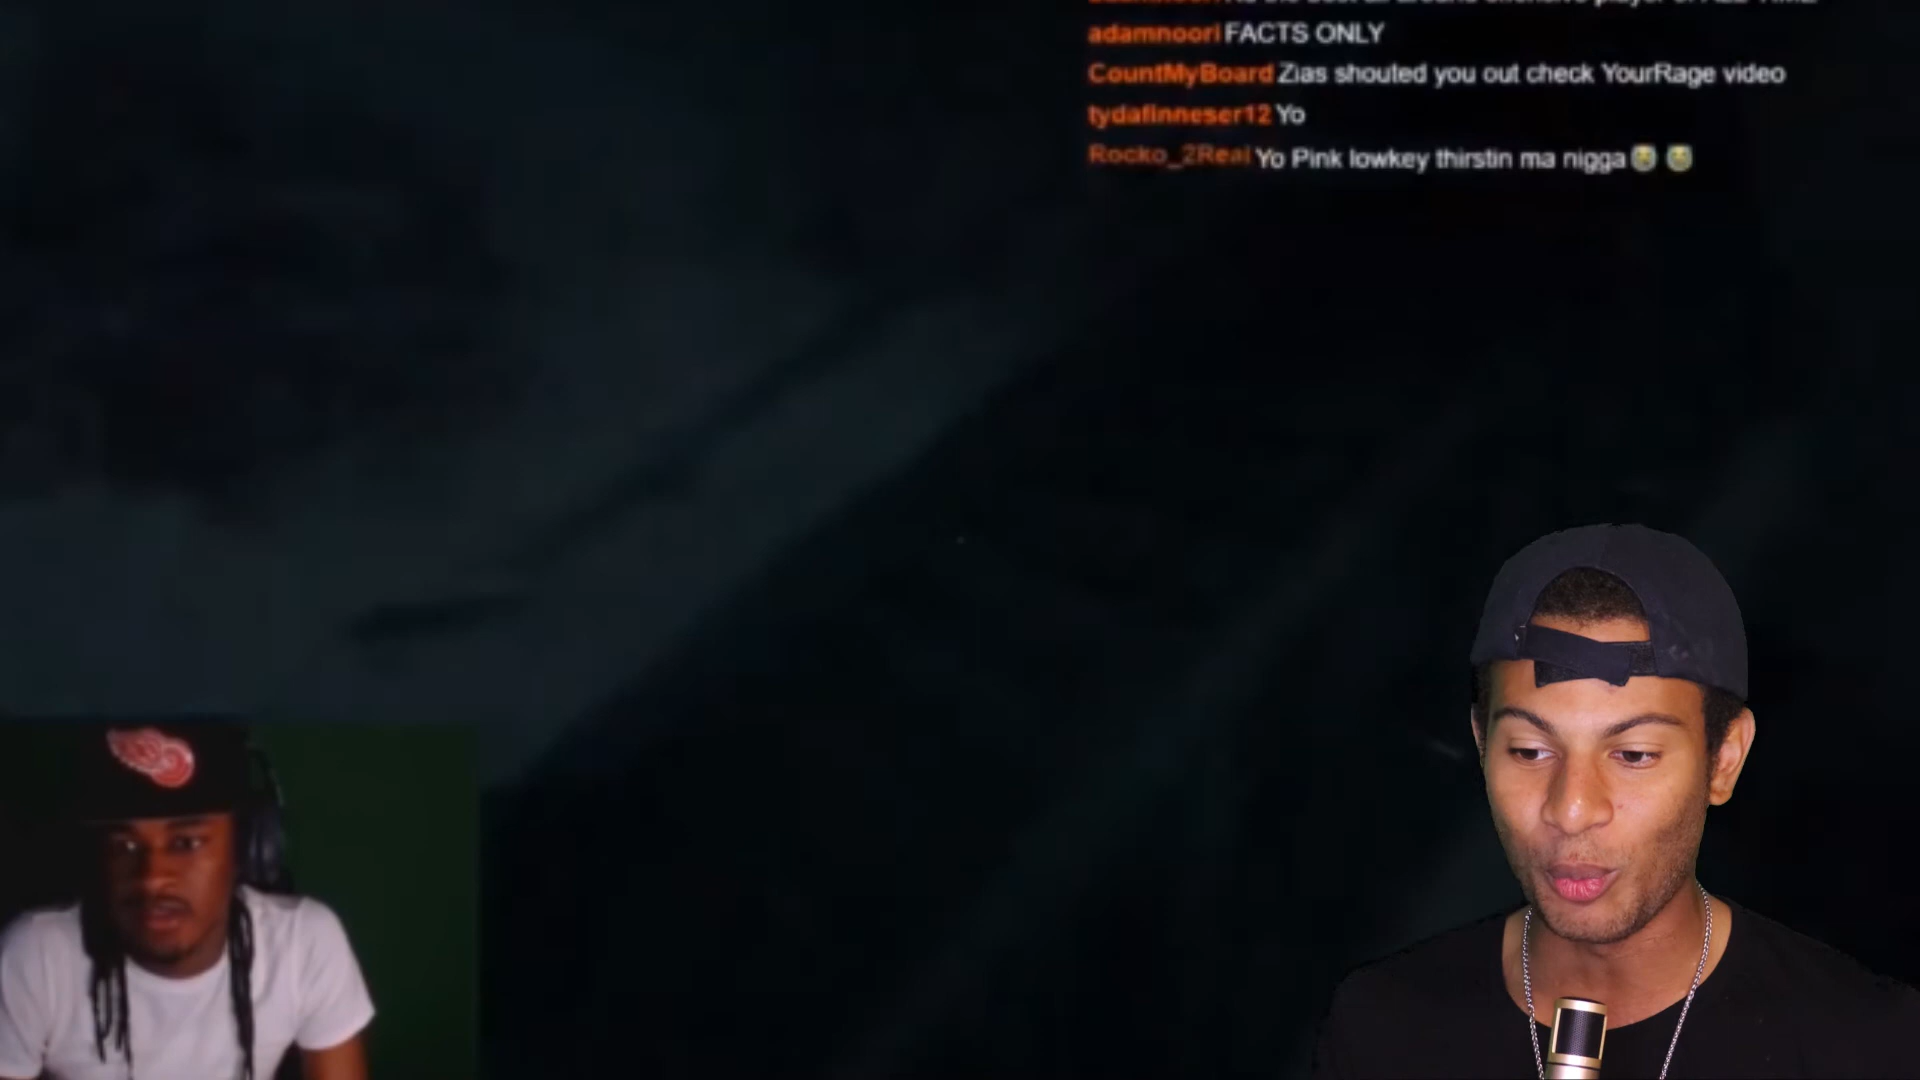 adamnoori FACTS ONLY
CountMyBoard Zias shouted you out check YourRage video
tydafinneser12 Yo
Rocko_2Real Yo Pink lowkey thirstin ma nigga😭 😭